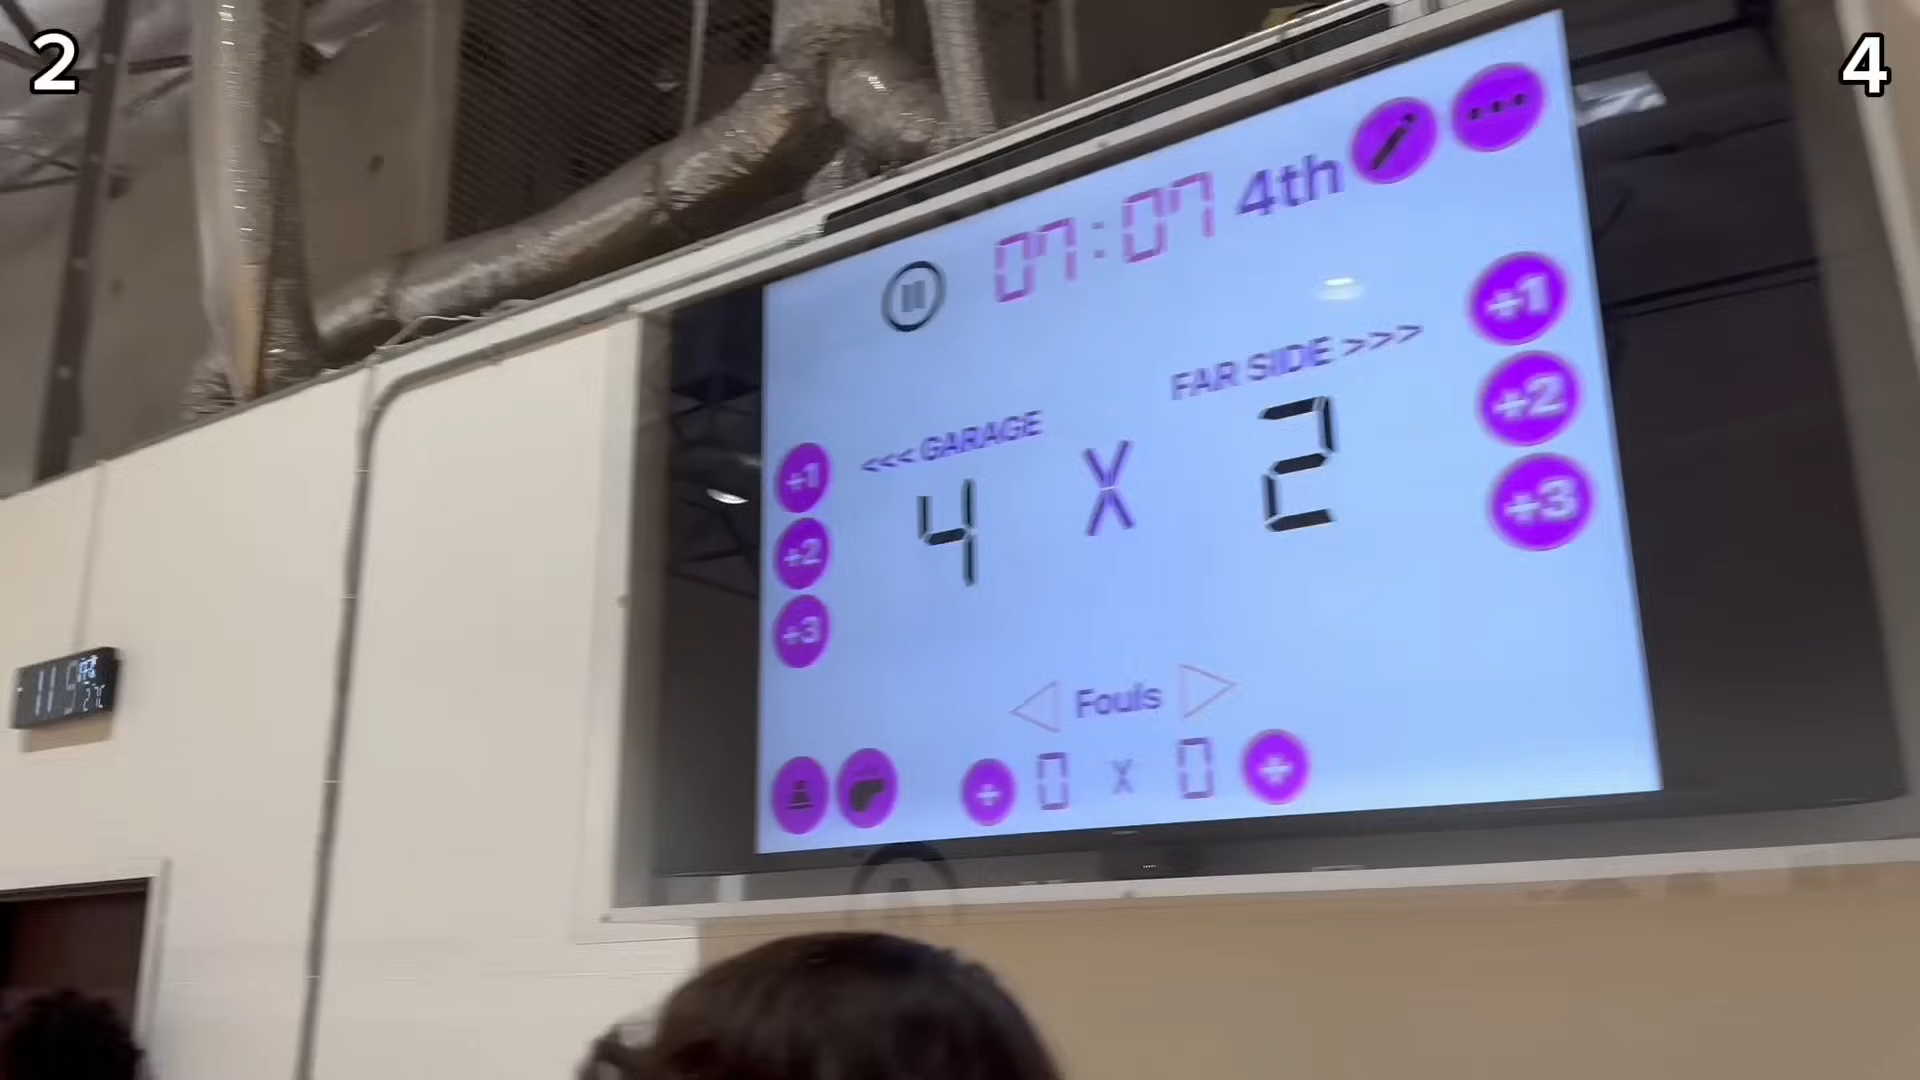 2
4
07:07 4th
<<< GARAGE
FAR SIDE >>>
4 X 2
+1
+2
+3
+1
+2
+3
Fouls
+ 0 X 0 +